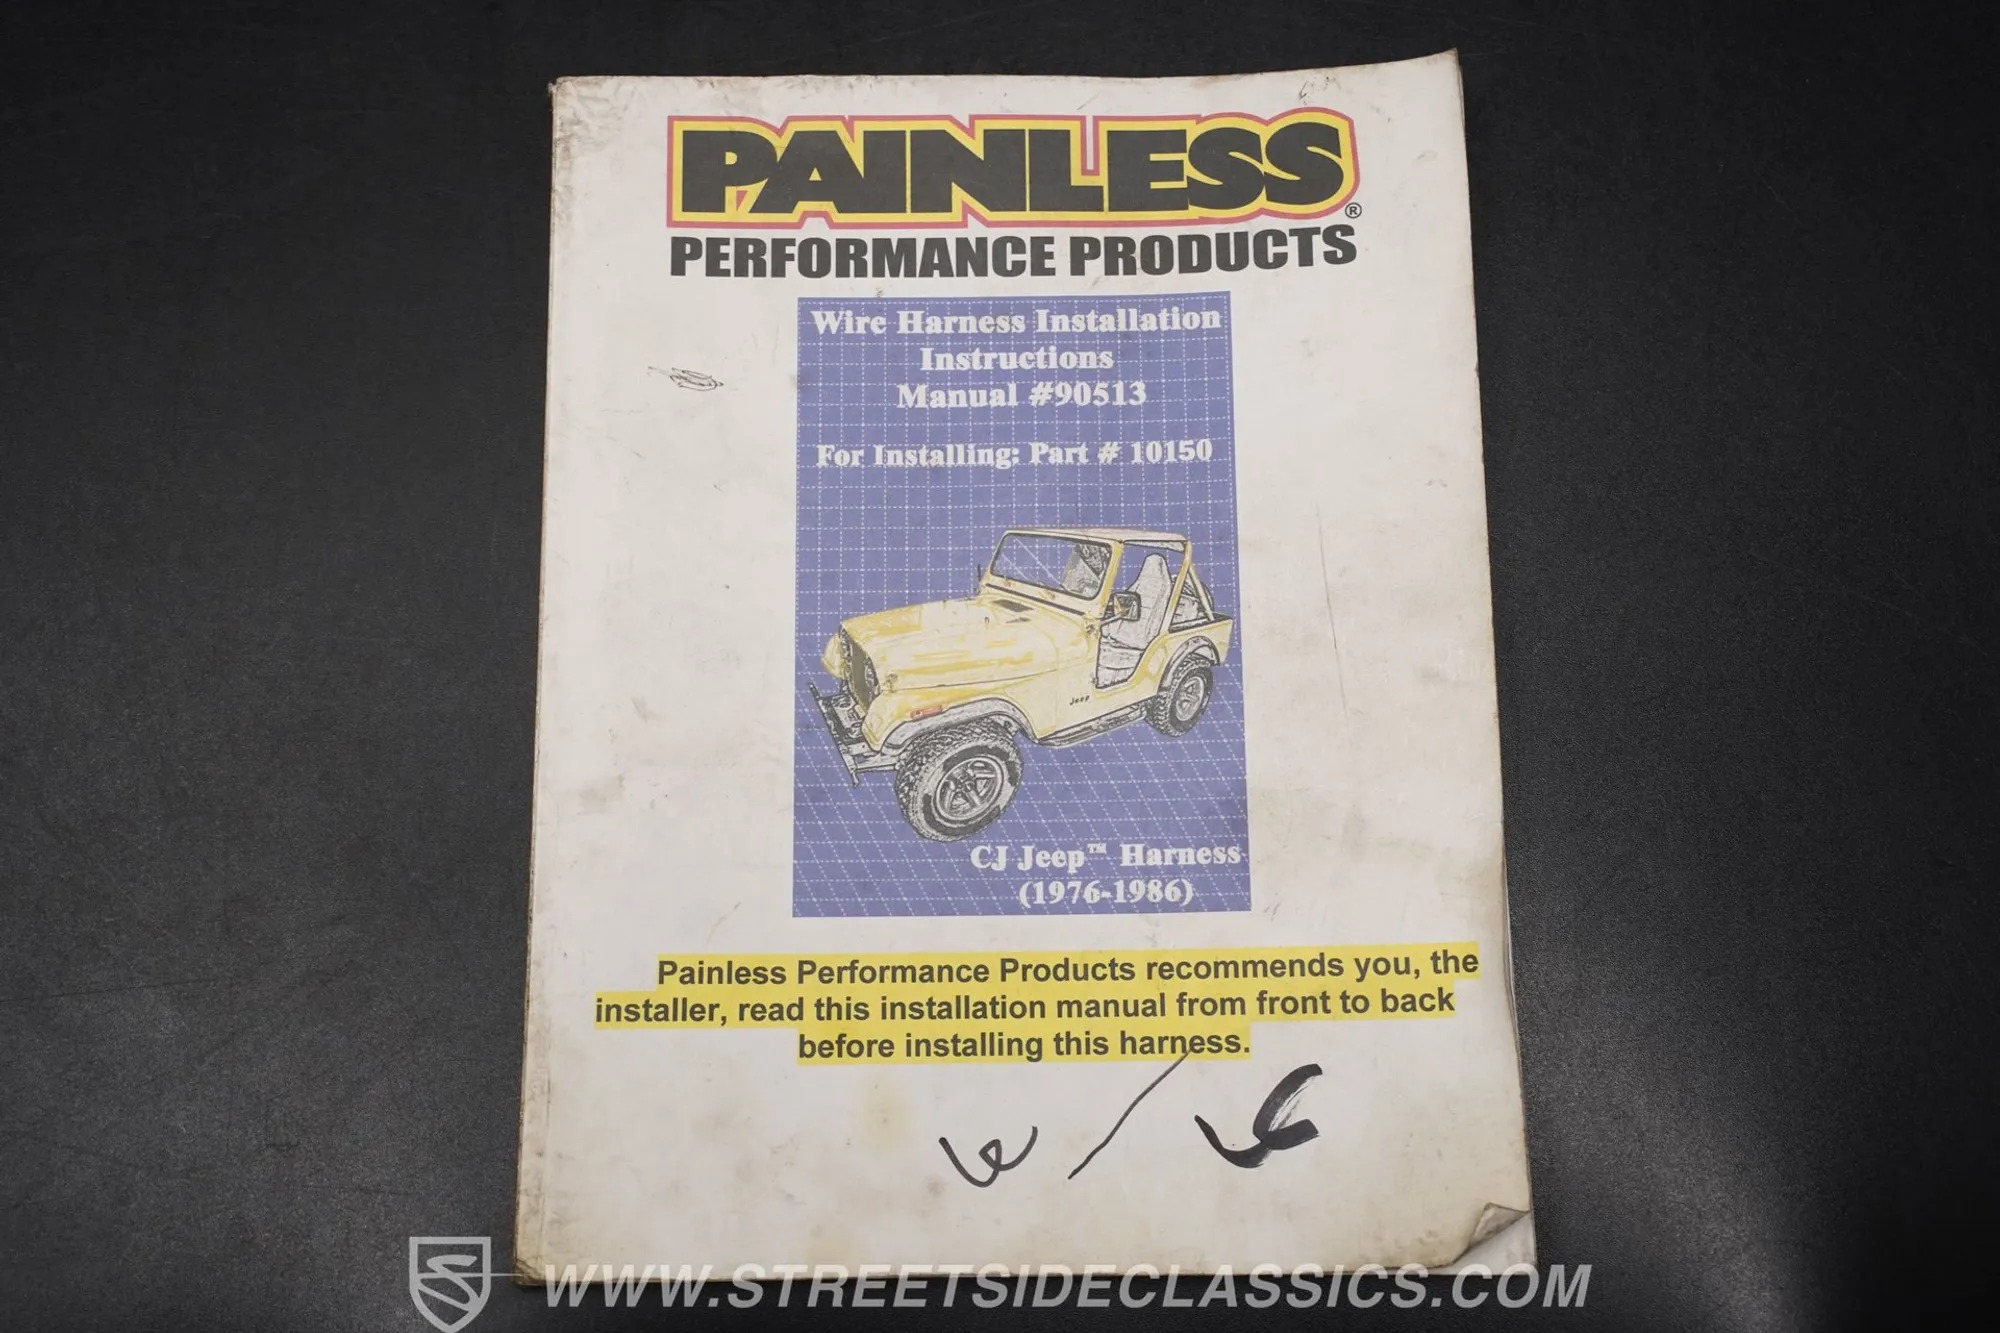 PAINLESS®
PERFORMANCE PRODUCTS
Wire Harness Installation
Instructions
Manual #90513
For Installing: Part # 10150
Jeep
CJ Jeep™ Harness
(1976-1986)
Painless Performance Products recommends you, the
installer, read this installation manual from front to back
before installing this harness.
WWW.STREETSIDECLASSICS.COM